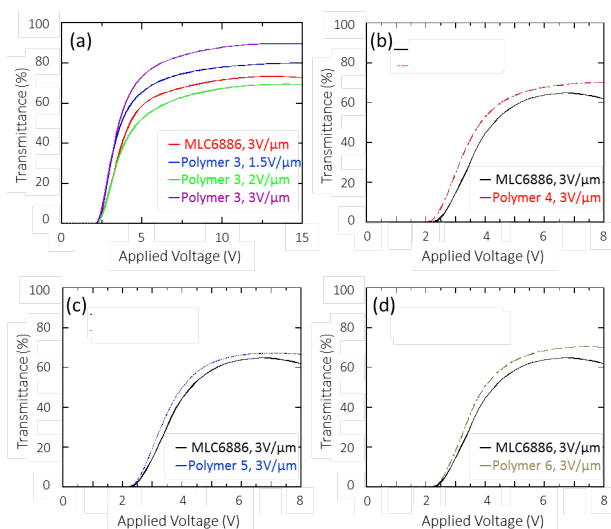 (a)
100
80
60
40
20
0
Transmittance (%)
MLC6886, 3V/µm
Polymer 3, 1.5V/µm
Polymer 3, 2V/µm
Polymer 3, 3V/µm
0 5 10 15
Applied Voltage (V)
(b)
100
80
60
40
20
0
Transmittance (%)
MLC6886, 3V/µm
Polymer 4, 3V/µm
0 2 4 6 8
Applied Voltage (V)
(c)
100
80
60
40
20
0
Transmittance (%)
MLC6886, 3V/µm
Polymer 5, 3V/µm
0 2 4 6 8
Applied Voltage (V)
(d)
100
80
60
40
20
0
Transmittance (%)
MLC6886, 3V/µm
Polymer 6, 3V/µm
0 2 4 6 8
Applied Voltage (V)